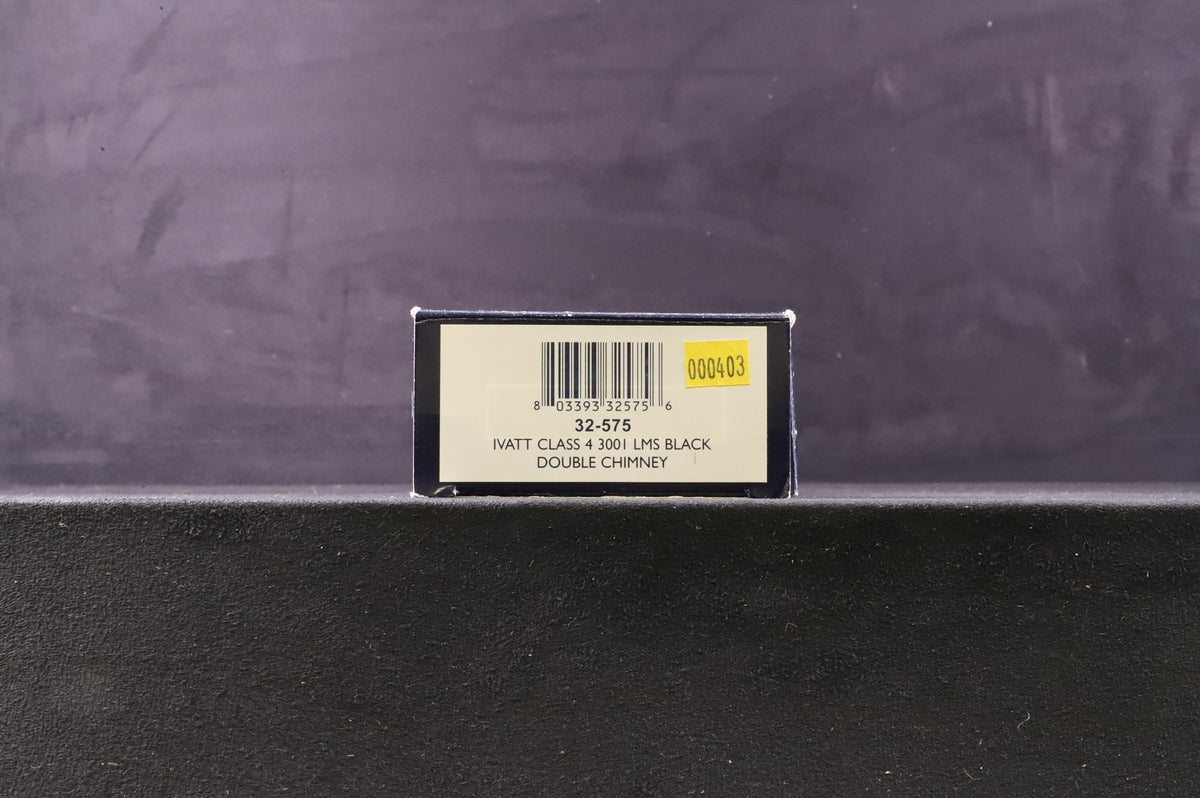 000403
8 03393 32575 6
32-575
IVATT CLASS 4 3001 LMS BLACK
DOUBLE CHIMNEY